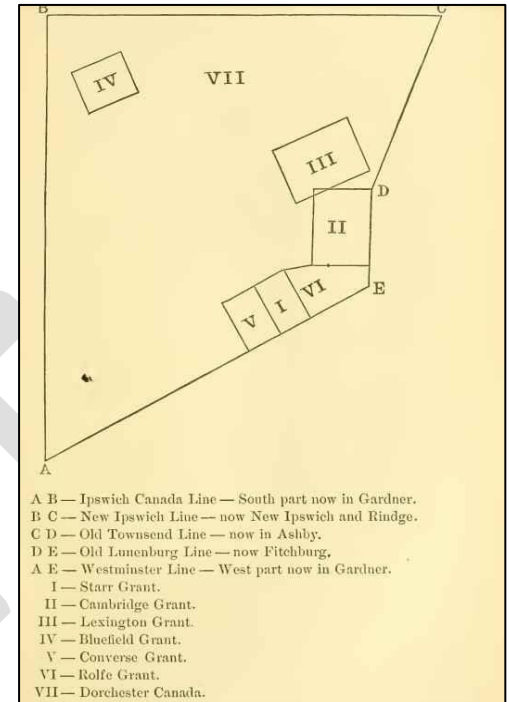 B C
IV VII
III
D
II
VI E
V I
A
A B — Ipswich Canada Line — South part now in Gardner.
B C — New Ipswich Line — now New Ipswich and Rindge.
C D — Old Townsend Line — now in Ashby.
D E — Old Lunenburg Line — now Fitchburg.
A E — Westminster Line — West part now in Gardner.
I — Starr Grant.
II — Cambridge Grant.
III — Lexington Grant.
IV — Bluefield Grant.
V — Converse Grant.
VI — Rolfe Grant.
VII — Dorchester Canada.